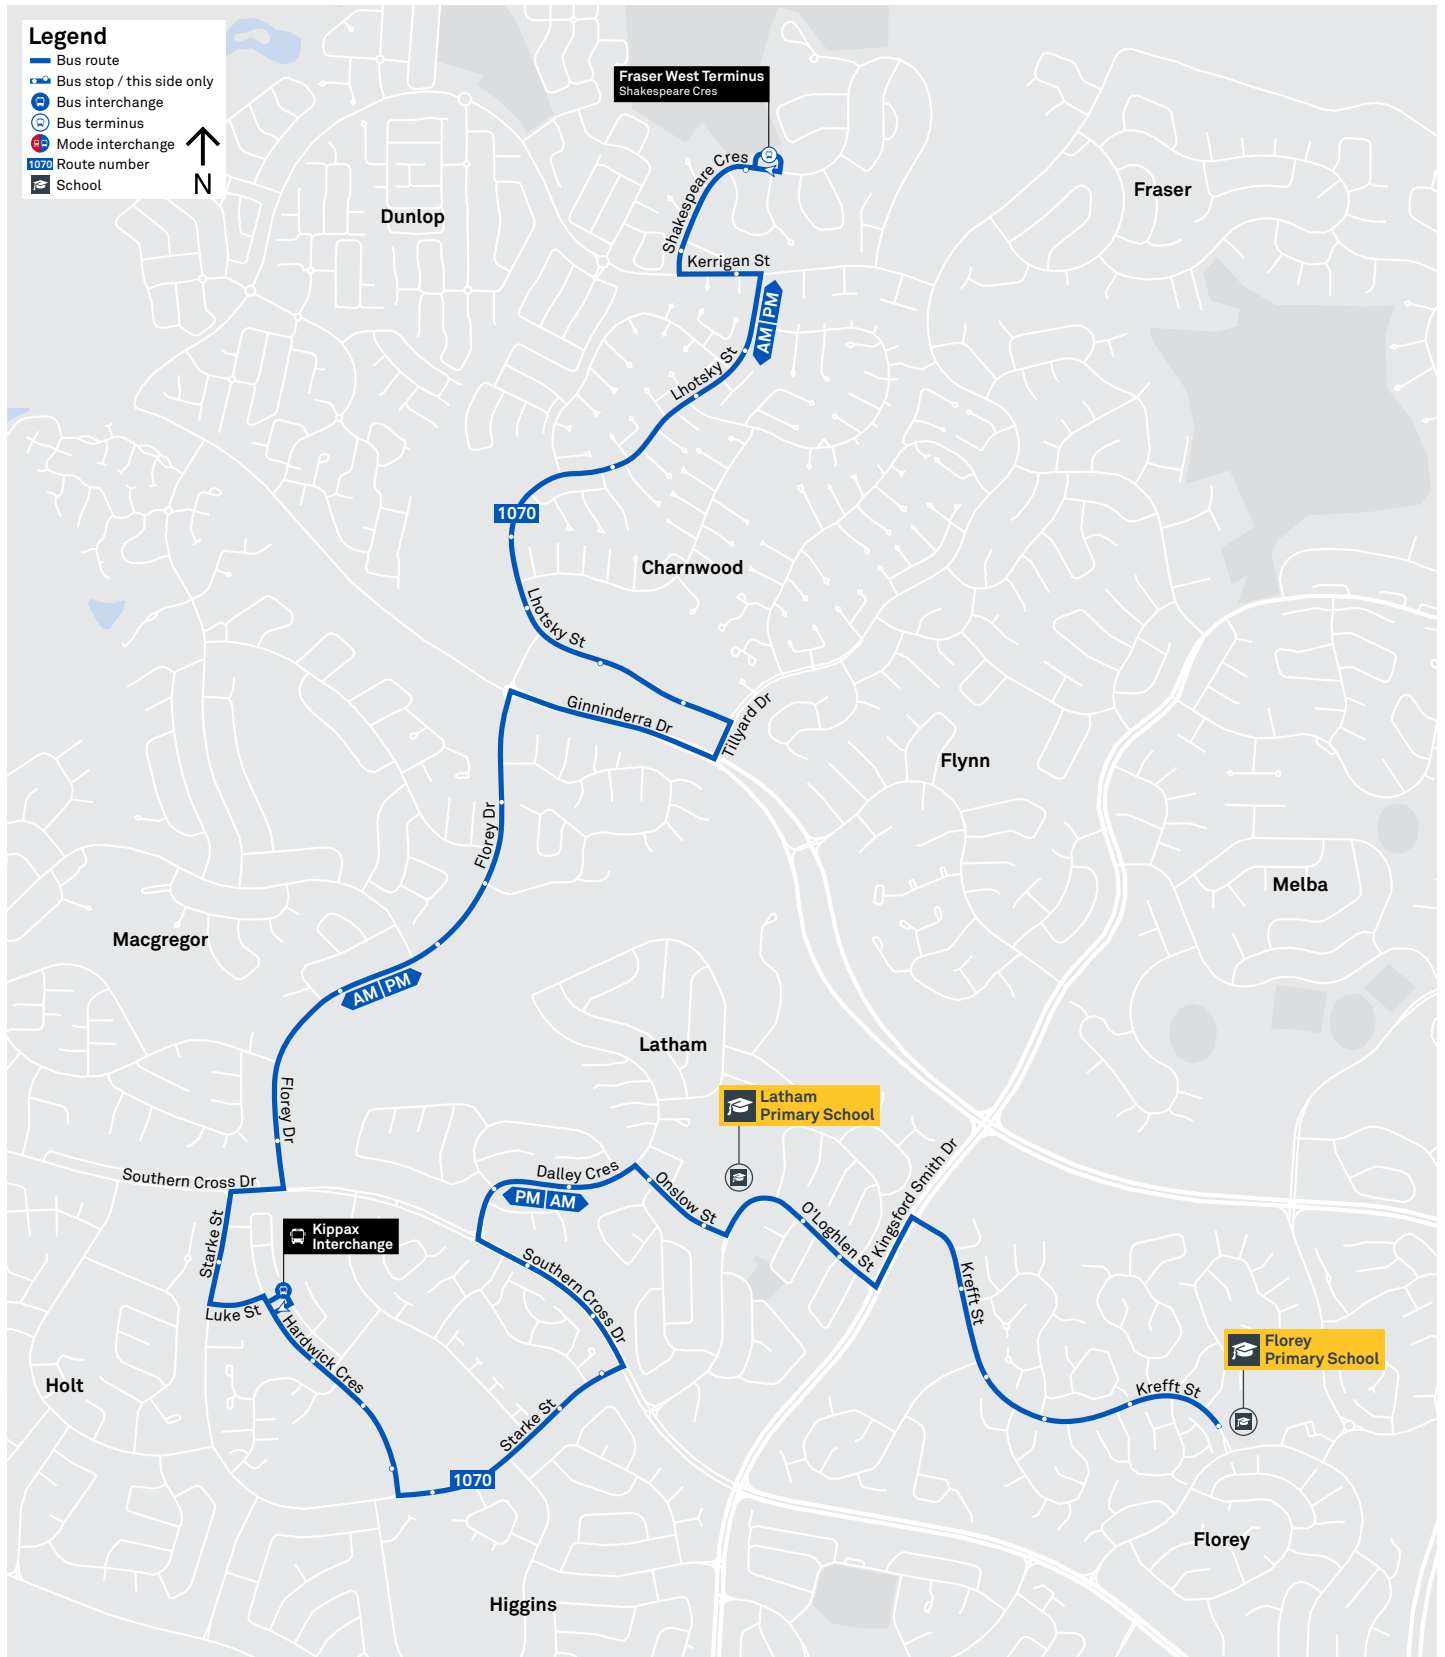 Legend
Bus route
Bus stop / this side only
Bus interchange
Bus terminus
Mode interchange
1070 Route number
School
N
Fraser West Terminus
Shakespeare Cres
Shakespeare Cres
Fraser
Dunlop
Kerrigan St
AM PM
Lhotsky St
1070
Charnwood
Lhotsky St
Ginninderra Dr
Tillyard Dr
Flynn
Florey Dr
Melba
Macgregor
AM PM
Latham
Latham
Primary School
Florey Dr
Southern Cross Dr
Dalley Cres
PM AM
Onslow St
O'Loghlen St
Kingsford Smith Dr
Starke St
Kippax
Interchange
Southern Cross Dr
Krefft St
Luke St
Hardwick Cres
Florey
Primary School
Holt
Krefft St
Starke St
1070
Florey
Higgins